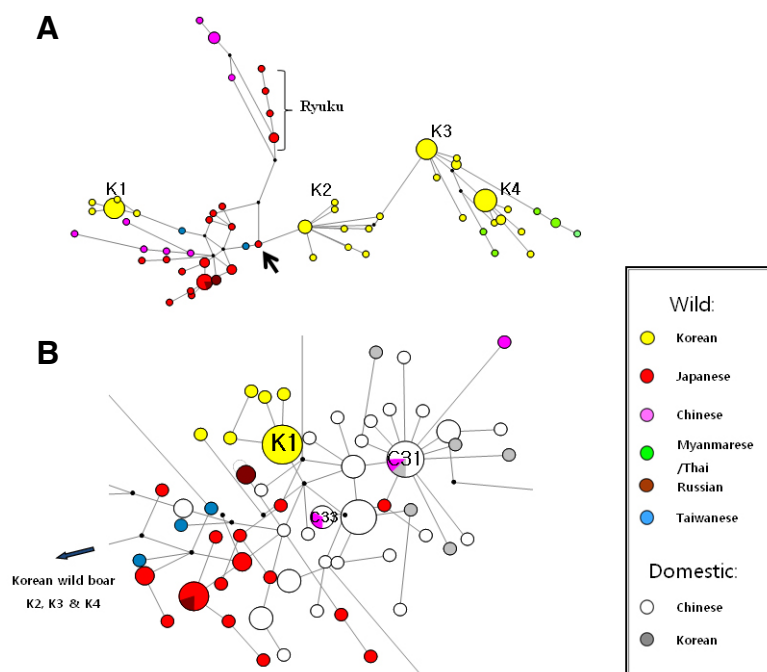 A
Ryuku
K3
K1
K2
K4
B
K1
C31
C33
Korean wild boar
K2, K3 & K4
Wild:
Korean
Japanese
Chinese
Myanmarese
/Thai
Russian
Taiwanese
Domestic:
Chinese
Korean